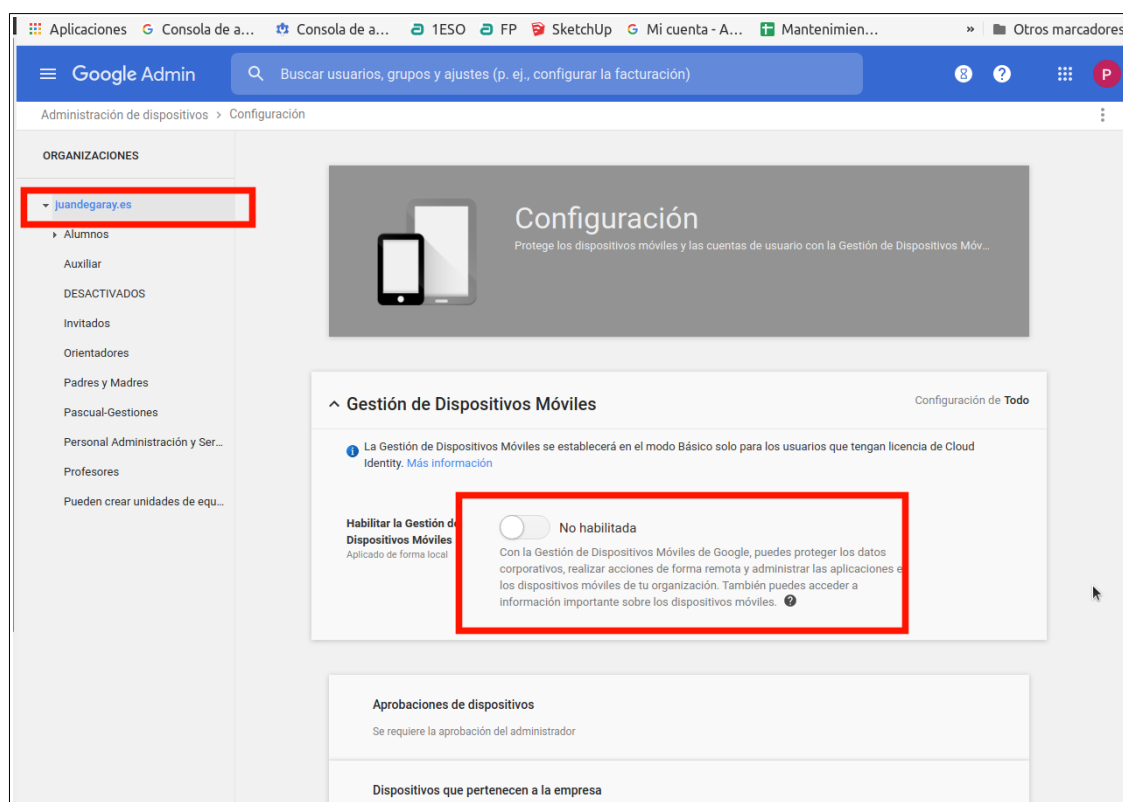 Aplicaciones Consola de a... Consola de a... 1ESO FP SketchUp Mi cuenta - A... Mantenimien... » Otros marcadores
Google Admin Buscar usuarios, grupos y ajustes (p. ej., configurar la facturación) 8 ? P
Administración de dispositivos > Configuración
ORGANIZACIONES
juandegaray.es
Alumnos
Auxiliar
DESACTIVADOS
Invitados
Orientadores
Padres y Madres
Pascual-Gestiones
Personal Administración y Ser...
Profesores
Pueden crear unidades de equ...
Configuración
Protege los dispositivos móviles y las cuentas de usuario con la Gestión de Dispositivos Móv...
Gestión de Dispositivos Móviles
Configuración de Todo
La Gestión de Dispositivos Móviles se establecerá en el modo Básico solo para los usuarios que tengan licencia de Cloud
Identity. Más información
Habilitar la Gestión de
Dispositivos Móviles
Aplicado de forma local
No habilitada
Con la Gestión de Dispositivos Móviles de Google, puedes proteger los datos
corporativos, realizar acciones de forma remota y administrar las aplicaciones e
los dispositivos móviles de tu organización. También puedes acceder a
información importante sobre los dispositivos móviles. ?
Aprobaciones de dispositivos
Se requiere la aprobación del administrador
Dispositivos que pertenecen a la empresa